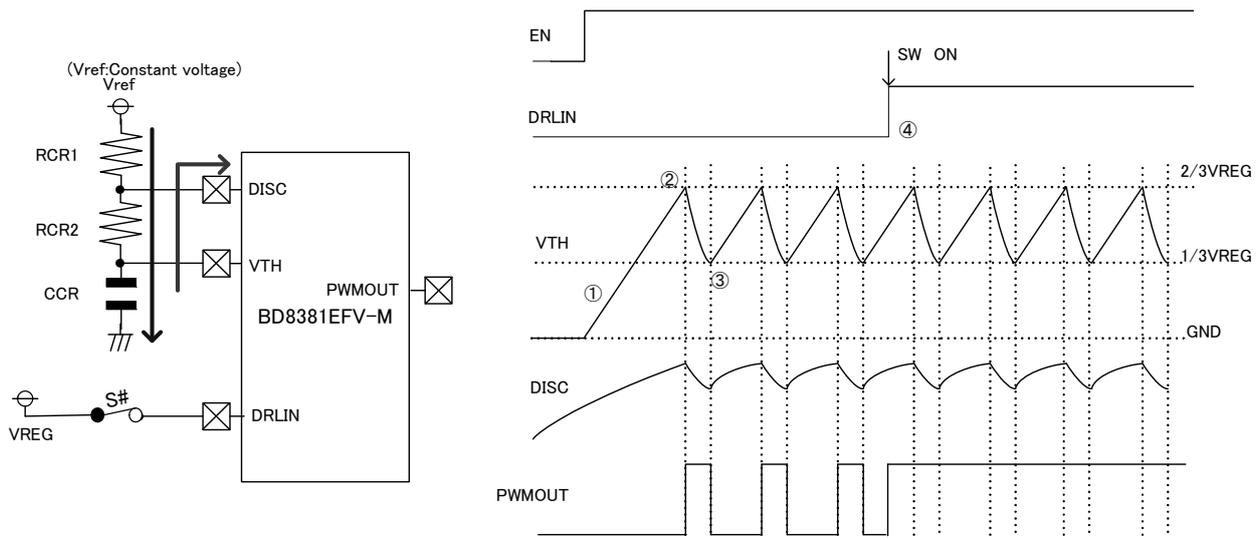 (Vref:Constant voltage)
Vref
RCR1
DISC
RCR2
VTH
CCR
PWMOUT
BD8381EFV-M
S#
DRLIN
VREG
EN
SW ON
DRLIN
④
2/3VREG
②
VTH
1/3VREG
③
①
GND
DISC
PWMOUT